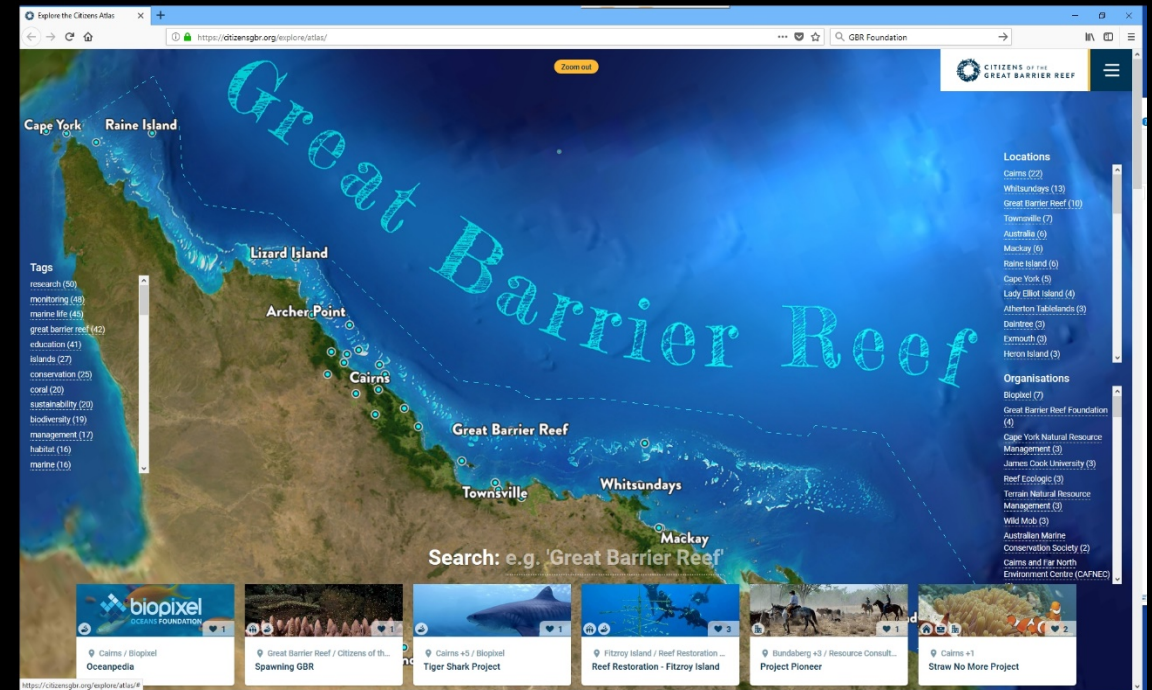 Explore the Citizens Atlas
https://citizensgbr.org/explore/atlas/
GBR Foundation
Zoom out
CITIZENS OF THE
GREAT BARRIER REEF
Great Barrier Reef
Cape York
Raine Island
Lizard Island
Archer Point
Cairns
Great Barrier Reef
Townsville
Whitsundays
Mackay
Tags
research (50)
monitoring (48)
marine life (45)
great barrier reef (42)
education (41)
islands (27)
conservation (25)
coral (20)
sustainability (20)
biodiversity (19)
management (17)
habitat (16)
marine (16)
Locations
Cairns (22)
Whitsundays (13)
Great Barrier Reef (10)
Townsville (7)
Australia (6)
Mackay (6)
Raine Island (6)
Cape York (5)
Lady Elliot Island (4)
Atherton Tablelands (3)
Daintree (3)
Exmouth (3)
Heron Island (3)
Organisations
Biopixel (7)
Great Barrier Reef Foundation
(4)
Cape York Natural Resource
Management (3)
James Cook University (3)
Reef Ecologic (3)
Terrain Natural Resource
Management (3)
Wild Mob (3)
Australian Marine
Conservation Society (2)
Cairns and Far North
Environment Centre (CAFNEC)
Search: e.g. 'Great Barrier Reef'
biopixel
OCEANS FOUNDATION
1
Cairns / Biopixel
Oceanpedia
1
Great Barrier Reef / Citizens of th...
Spawning GBR
1
Cairns +5 / Biopixel
Tiger Shark Project
3
Fitzroy Island / Reef Restoration ...
Reef Restoration - Fitzroy Island
1
Bundaberg +3 / Resource Consult...
Project Pioneer
2
Cairns +1
Straw No More Project
https://citizensgbr.org/explore/atlas/#